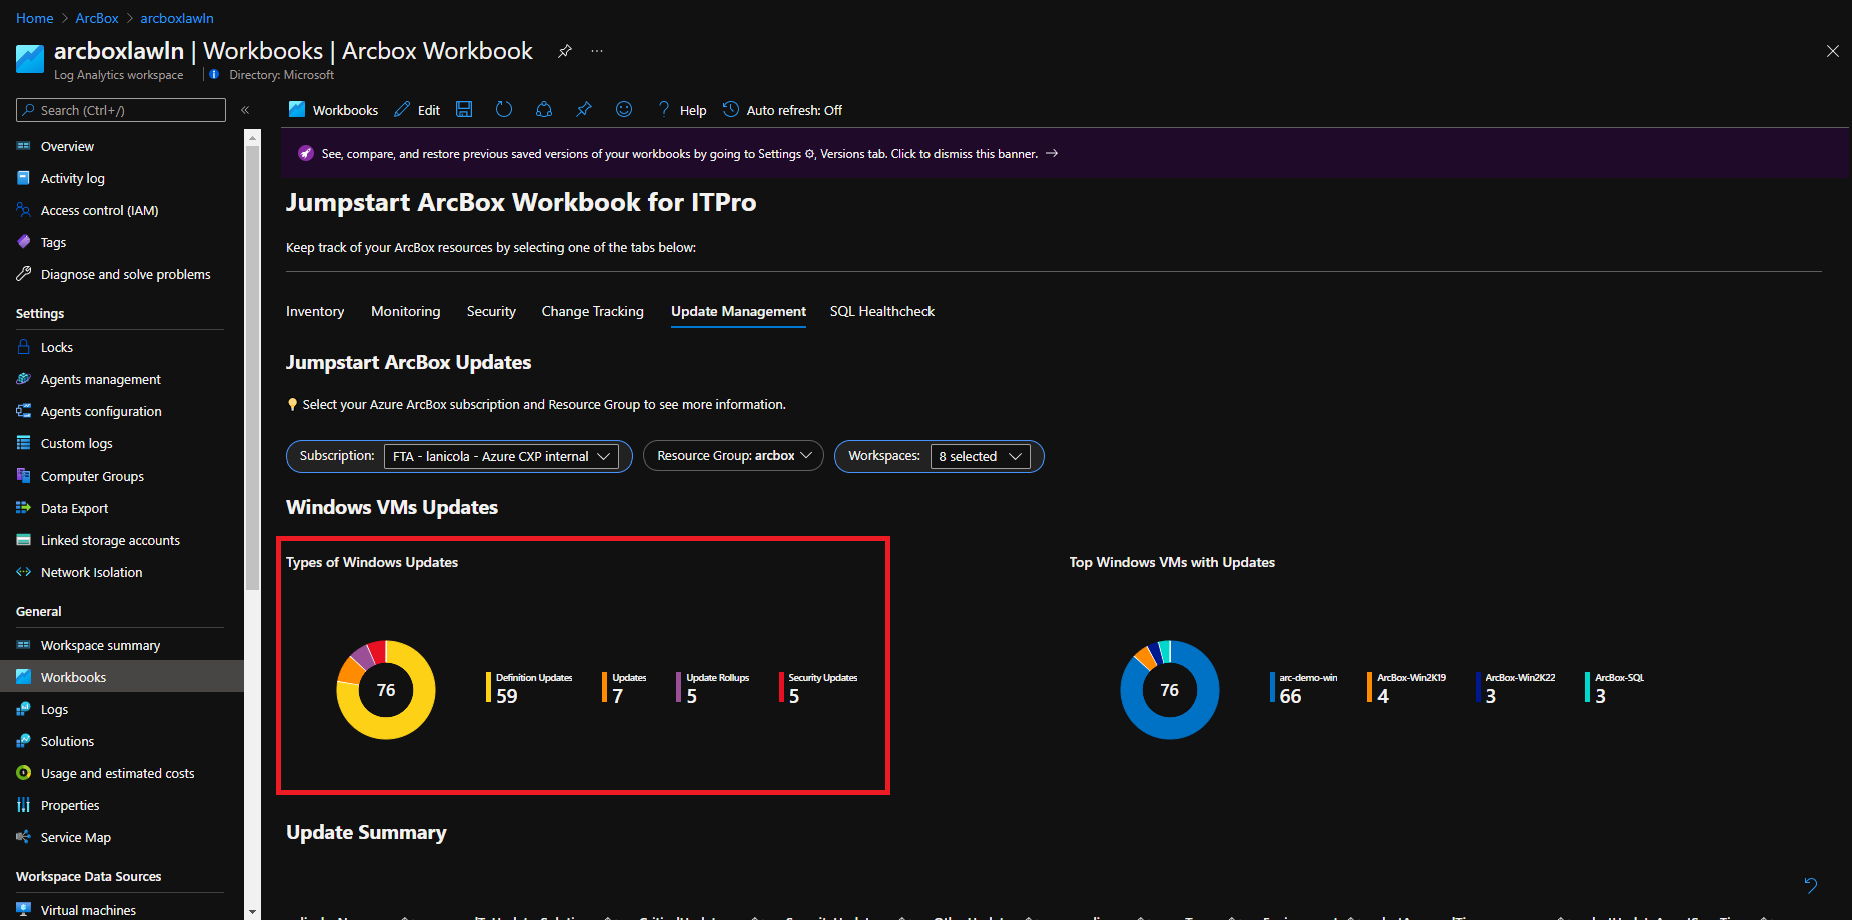 Home > ArcBox > arcboxlawln
arcboxlawln | Workbooks | Arcbox Workbook
Log Analytics workspace
Directory: Microsoft
Search (Ctrl+/)
Overview
Activity log
Access control (IAM)
Tags
Diagnose and solve problems
Settings
Locks
Agents management
Agents configuration
Custom logs
Computer Groups
Data Export
Linked storage accounts
Network Isolation
General
Workspace summary
Workbooks
Logs
Solutions
Usage and estimated costs
Properties
Service Map
Workspace Data Sources
Virtual machines
Workbooks Edit Help Auto refresh: Off
See, compare, and restore previous saved versions of your workbooks by going to Settings ⚙, Versions tab. Click to dismiss this banner. →
Jumpstart ArcBox Workbook for ITPro
Keep track of your ArcBox resources by selecting one of the tabs below:
Inventory Monitoring Security Change Tracking Update Management SQL Healthcheck
Jumpstart ArcBox Updates
Select your Azure ArcBox subscription and Resource Group to see more information.
Subscription: FTA - lanicola - Azure CXP internal Resource Group: arcbox Workspaces: 8 selected
Windows VMs Updates
Types of Windows Updates
76
Definition Updates
59
Updates
7
Update Rollups
5
Security Updates
5
Top Windows VMs with Updates
76
arc-demo-win
66
ArcBox-Win2K19
4
ArcBox-Win2K22
3
ArcBox-SQL
3
Update Summary